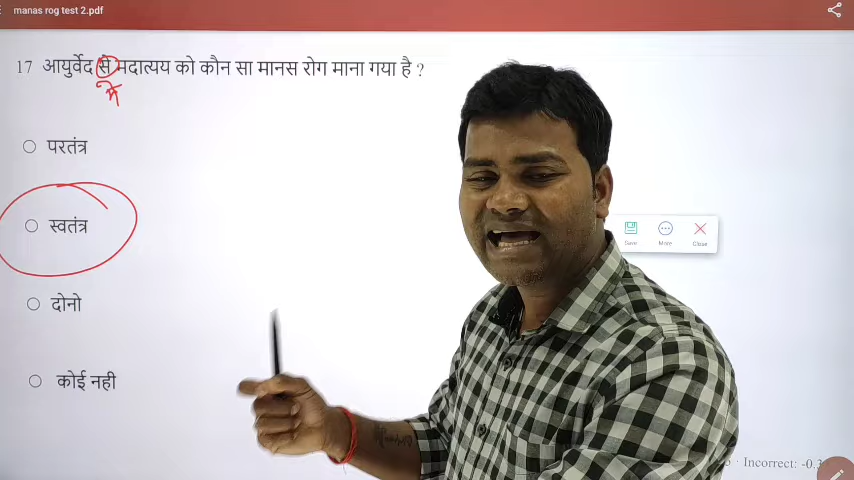 manas rog test 2.pdf
17 आयुर्वेद से मदात्यय को कौन सा मानस रोग माना गया है ?
में
परतंत्र
स्वतंत्र
दोनो
कोई नही
Save
More
Close
· Incorrect: -0.3